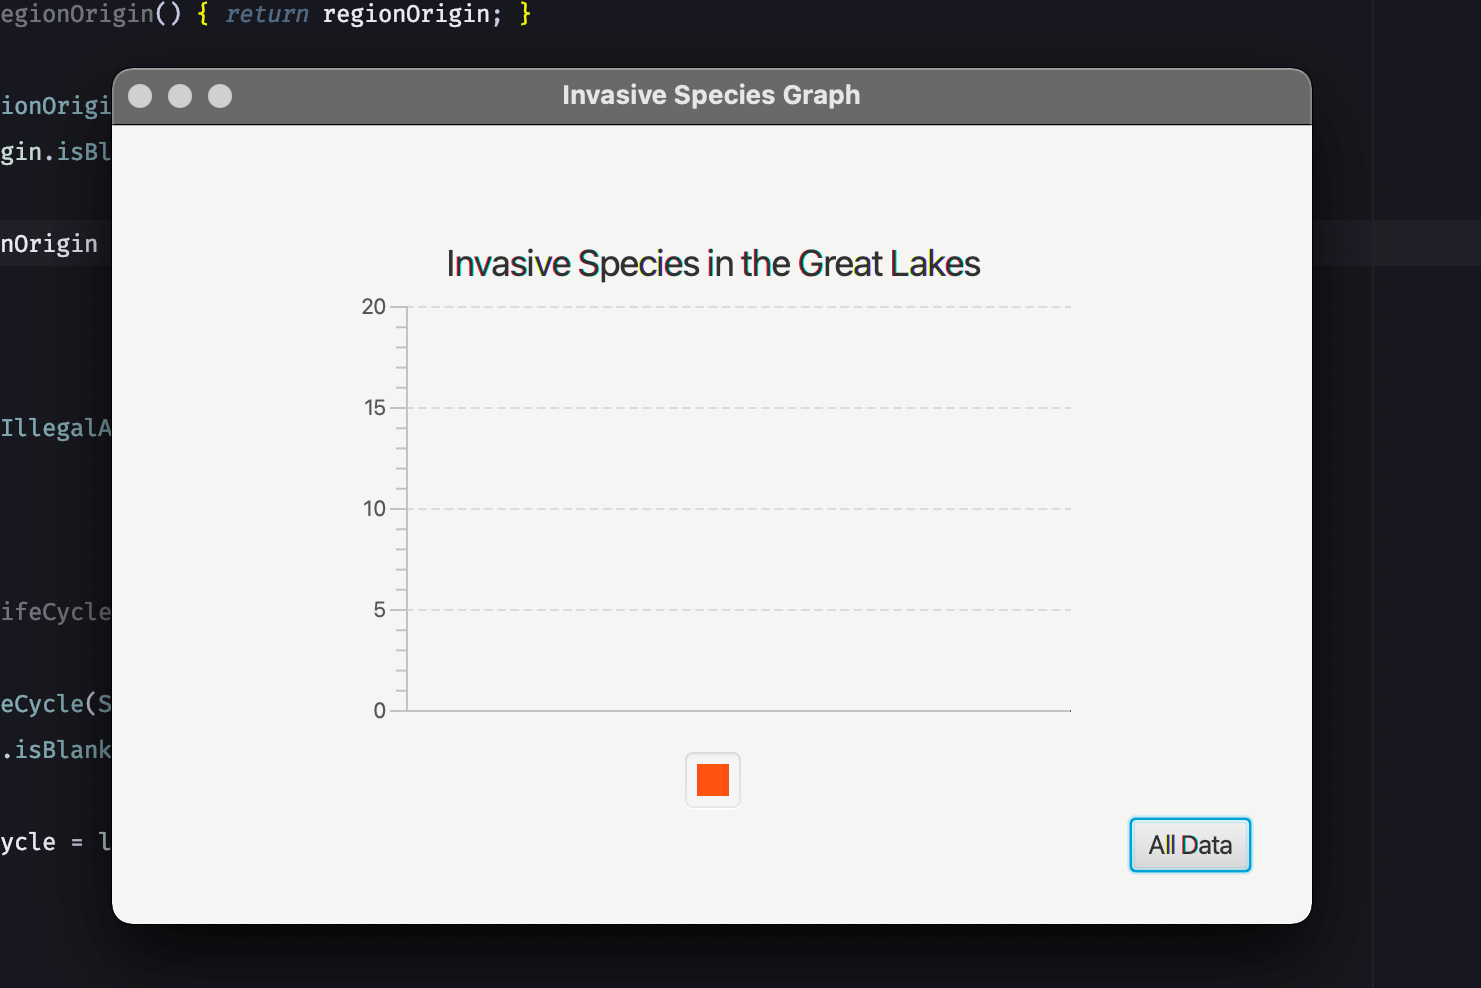 egionOrigin() { return regionOrigin; }
ionOrigi
gin.isBl
nOrigin
IllegalA
ifeCycle
eCycle(S
.isBlank
ycle = l
Invasive Species Graph
Invasive Species in the Great Lakes
20
15
10
5
0
All Data